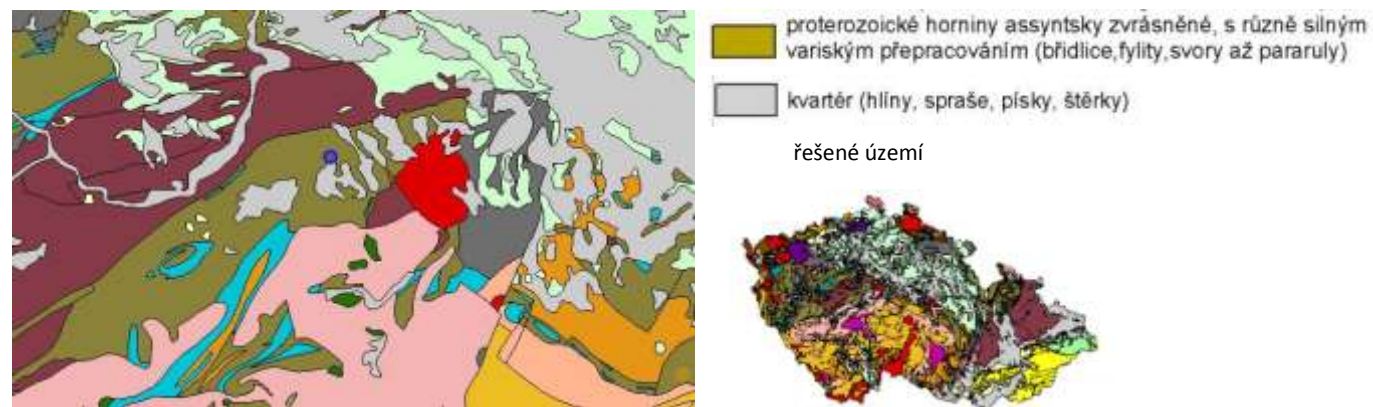 proterozoické horniny assyntsky zvrásněné, s různě silným
variským přepracováním (břidlice,fylity,svory až pararuly)
kvartér (hlíny, spraše, písky, štěrky)
řešené území